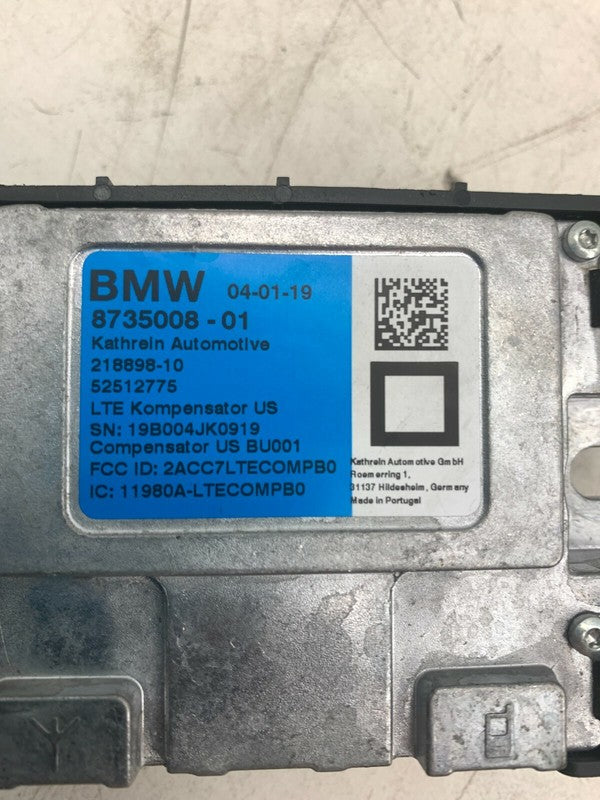 BMW 04-01-19
8735008 - 01
Kathrein Automotive
218898-10
52512775
LTE Kompensator US
SN: 19B004JK0919
Compensator US BU001
FCC ID: 2ACC7LTECOMPB0
IC: 11980A-LTECOMPB0
Kathrein Automotive GmbH
Roemerring 1,
31137 Hildesheim, Germany
Made in Portugal